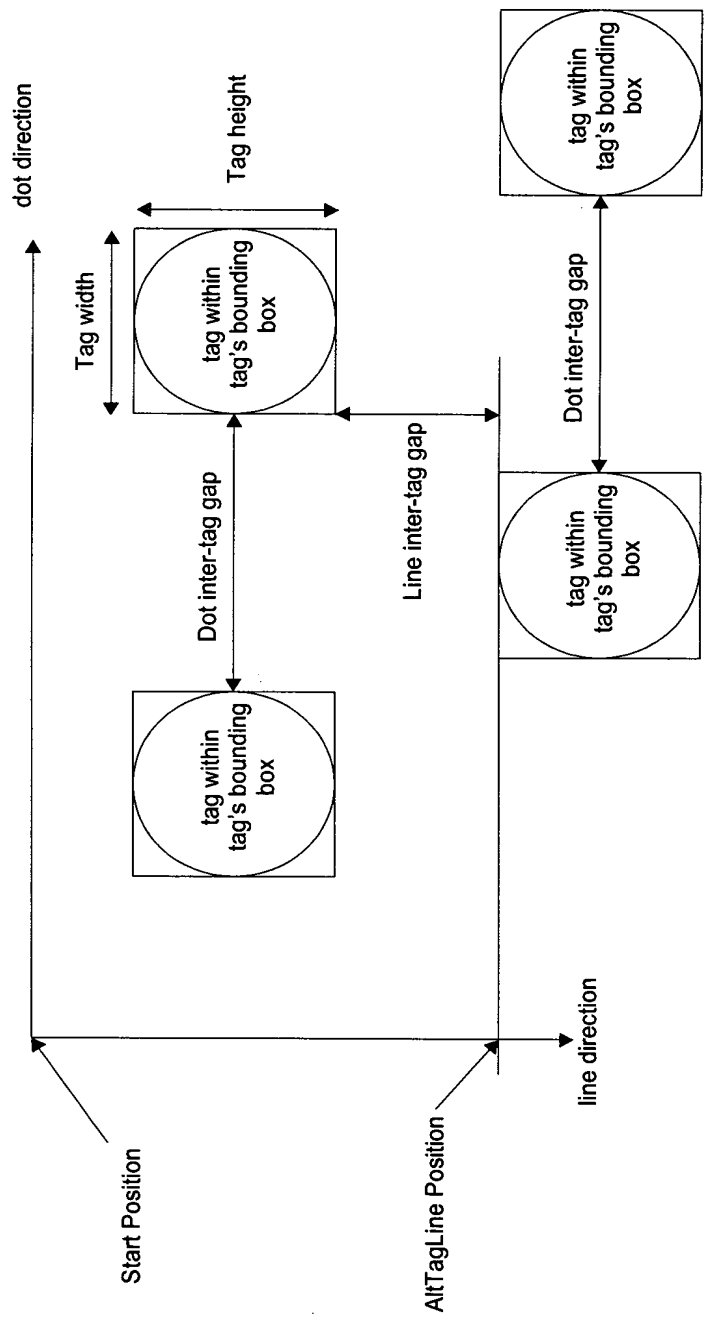 dot direction
Tag width
Tag height
tag within
tag's bounding
box
Dot inter-tag gap
tag within
tag's bounding
box
Line inter-tag gap
tag within
tag's bounding
box
Dot inter-tag gap
tag within
tag's bounding
box
Start Position
AltTagLine Position
line direction